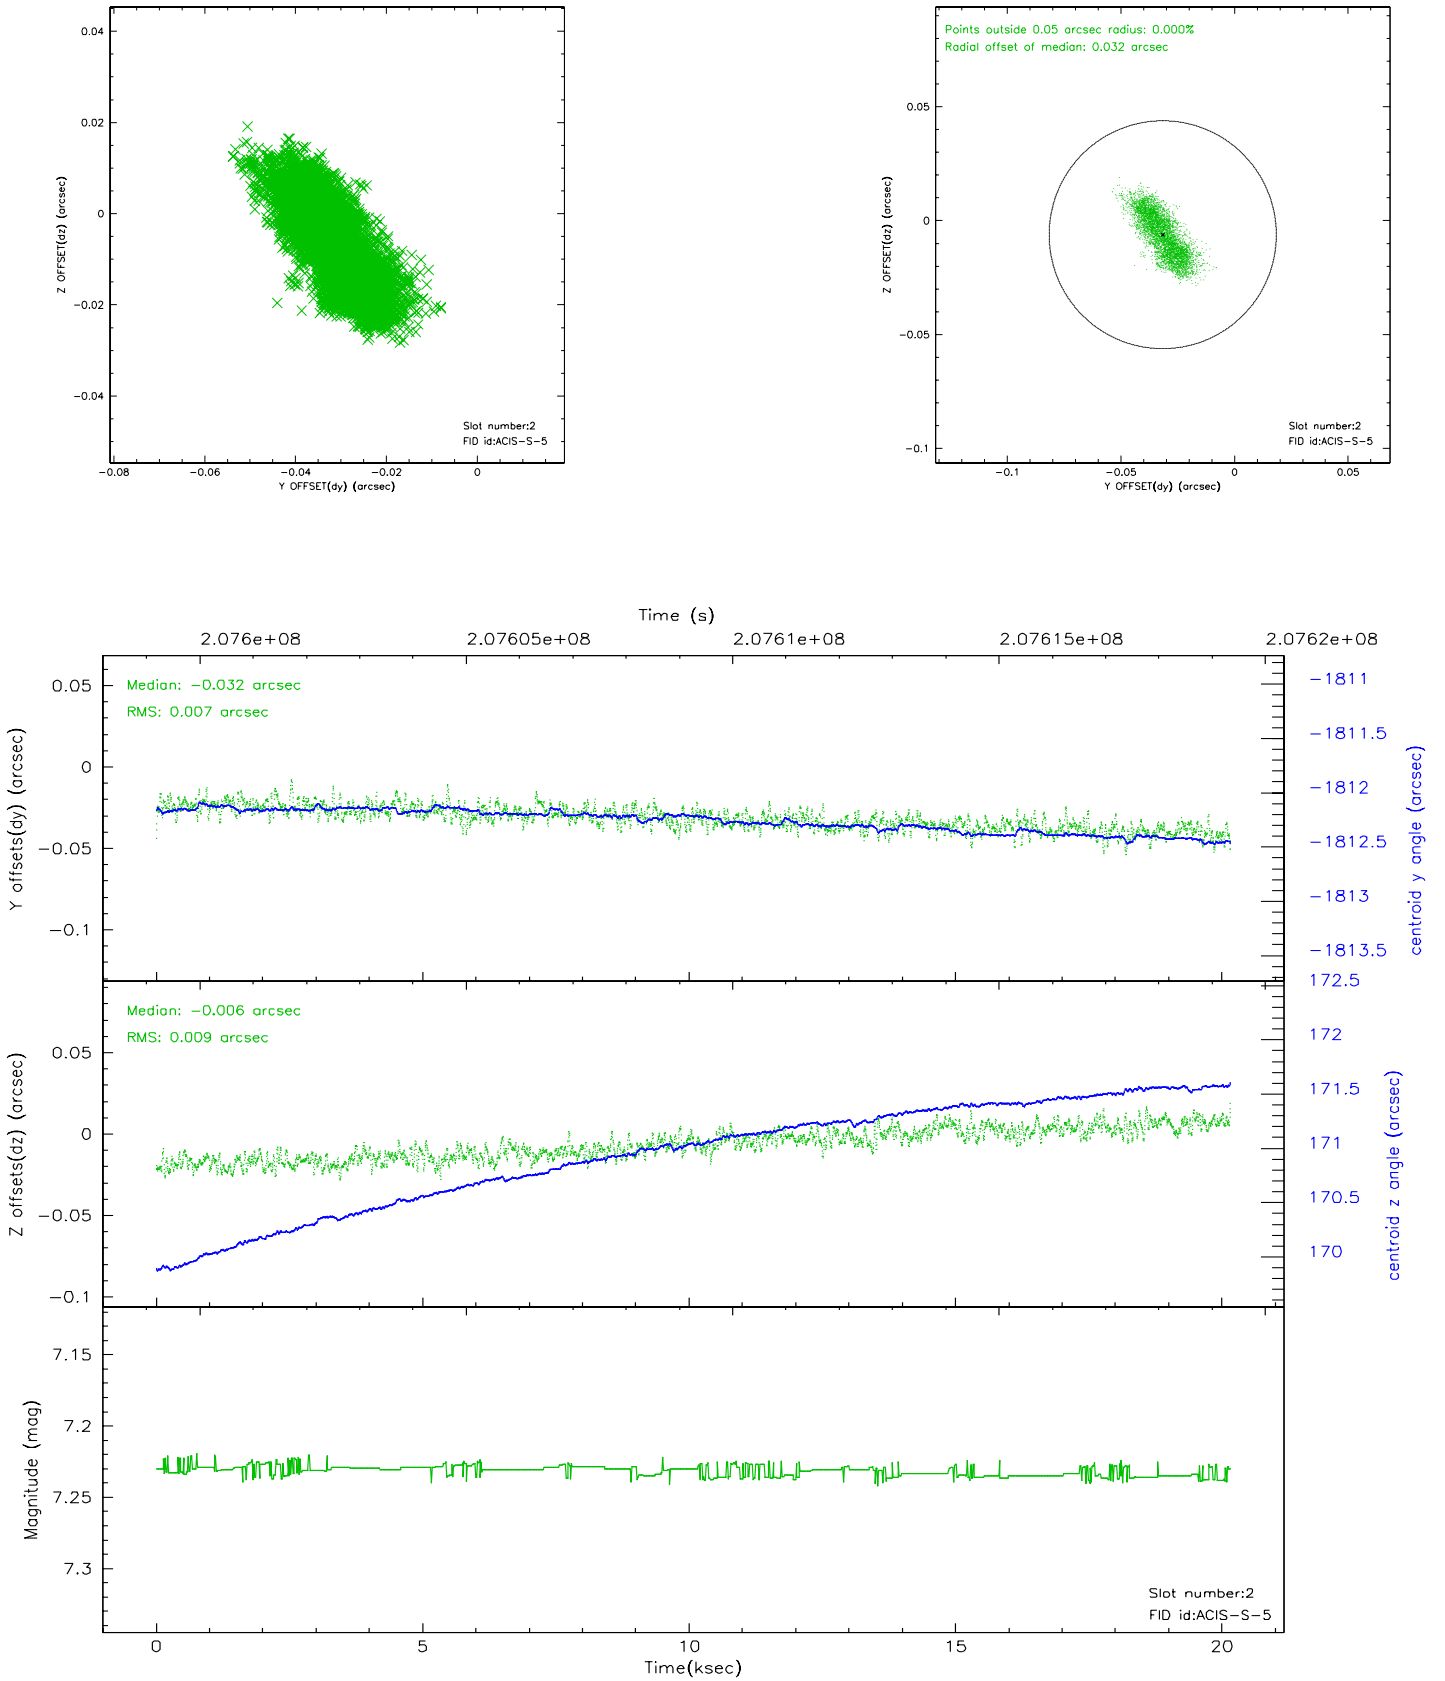 0.04
0.02
0
−0.02
−0.04
Z OFFSET(dz) (arcsec)
Slot number:2
FID id:ACIS−S−5
−0.08
−0.06
−0.04
−0.02
0
Y OFFSET(dy) (arcsec)
Points outside 0.05 arcsec radius: 0.000%
Radial offset of median: 0.032 arcsec
0.05
0
−0.05
−0.1
Z OFFSET(dz) (arcsec)
Slot number:2
FID id:ACIS−S−5
−0.1
−0.05
0
0.05
Y OFFSET(dy) (arcsec)
Time (s)
2.076e+08
2.07605e+08
2.0761e+08
2.07615e+08
2.0762e+08
Median: −0.032 arcsec
RMS: 0.007 arcsec
0.05
0
−0.05
−0.1
Y offsets(dy) (arcsec)
−1811
−1811.5
−1812
−1812.5
−1813
−1813.5
centroid y angle (arcsec)
Median: −0.006 arcsec
RMS: 0.009 arcsec
0.05
0
−0.05
−0.1
Z offsets(dz) (arcsec)
172.5
172
171.5
171
170.5
170
centroid z angle (arcsec)
7.15
7.2
7.25
7.3
Magnitude (mag)
Slot number:2
FID id:ACIS−S−5
0
5
10
15
20
Time(ksec)